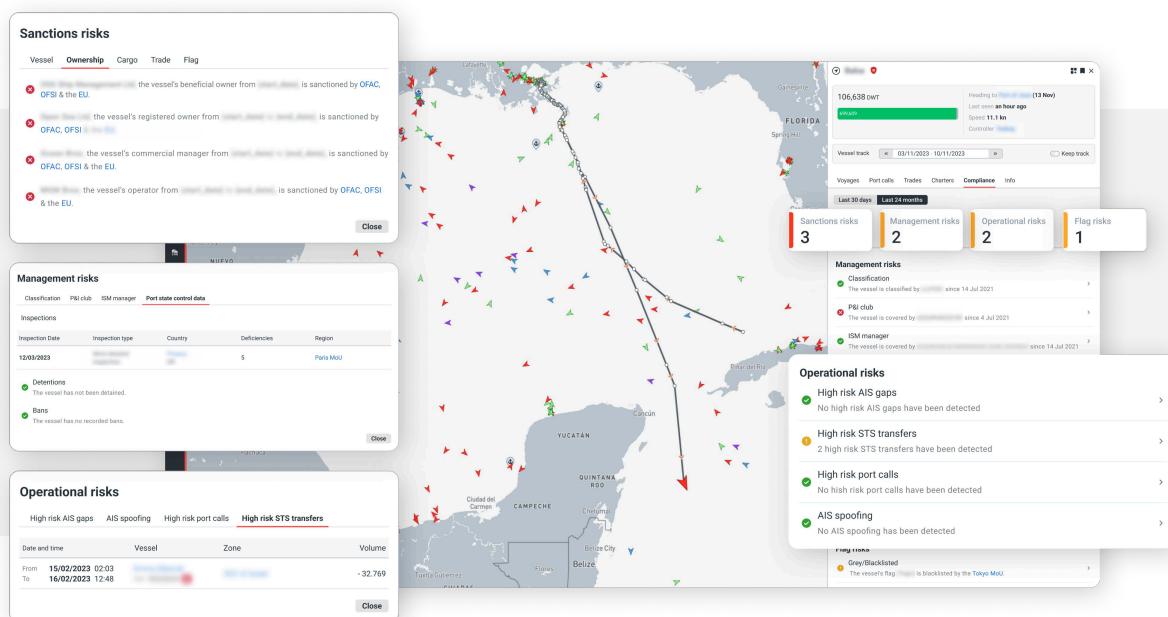 Sanctions risks
Vessel Ownership Cargo Trade Flag
the vessel's beneficial owner from is sanctioned by OFAC,
OFSI & the EU.
the vessel's registered owner from is sanctioned by
OFAC, OFSI
the vessel's commercial manager from is sanctioned by
OFAC, OFSI & the EU.
the vessel's operator from is sanctioned by OFAC, OFSI
& the EU.
Close
NUEVO
Management risks
Classification P&I club ISM manager Port state control data
Inspections
Inspection Date Inspection type Country Deficiencies Region
12/03/2023 5 Paris MoU
Detentions
The vessel has not been detained.
Bans
The vessel has no recorded bans.
Close
Pachuca
Operational risks
High risk AIS gaps AIS spoofing High risk port calls High risk STS transfers
Date and time Vessel Zone Volume
From 15/02/2023 02:03
To 16/02/2023 12:48
- 32.769
Close
Lafayette
Gainesville
FLORIDA
Spring Hill
Pinar del Río
Cancún
YUCATÁN
QUINTANA
ROO
Ciudad del
Carmen
CAMPECHE
Chetumal
Belize City
Belize
Flores
Tuxtla Gutiérrez
CHIAPAS
106,638 DWT
Heading to (13 Nov)
Last seen an hour ago
Speed 11.1 kn
Controller
Vessel track « 03/11/2023 - 10/11/2023 » Keep track
Voyages Port calls Trades Charters Compliance Info
Last 30 days Last 24 months
Sanctions risks
3
Management risks
2
Operational risks
2
Flag risks
1
Management risks
Classification
The vessel is classified by since 14 Jul 2021
P&I club
The vessel is covered by since 4 Jul 2021
ISM manager
The vessel is covered by since 14 Jul 2021
Operational risks
High risk AIS gaps
No high risk AIS gaps have been detected
High risk STS transfers
2 high risk STS transfers have been detected
High risk port calls
No hish risk port calls have been detected
AIS spoofing
No AIS spoofing has been detected
Flag risks
Grey/Blacklisted
The vessel's flag is blacklisted by the Tokyo MoU.